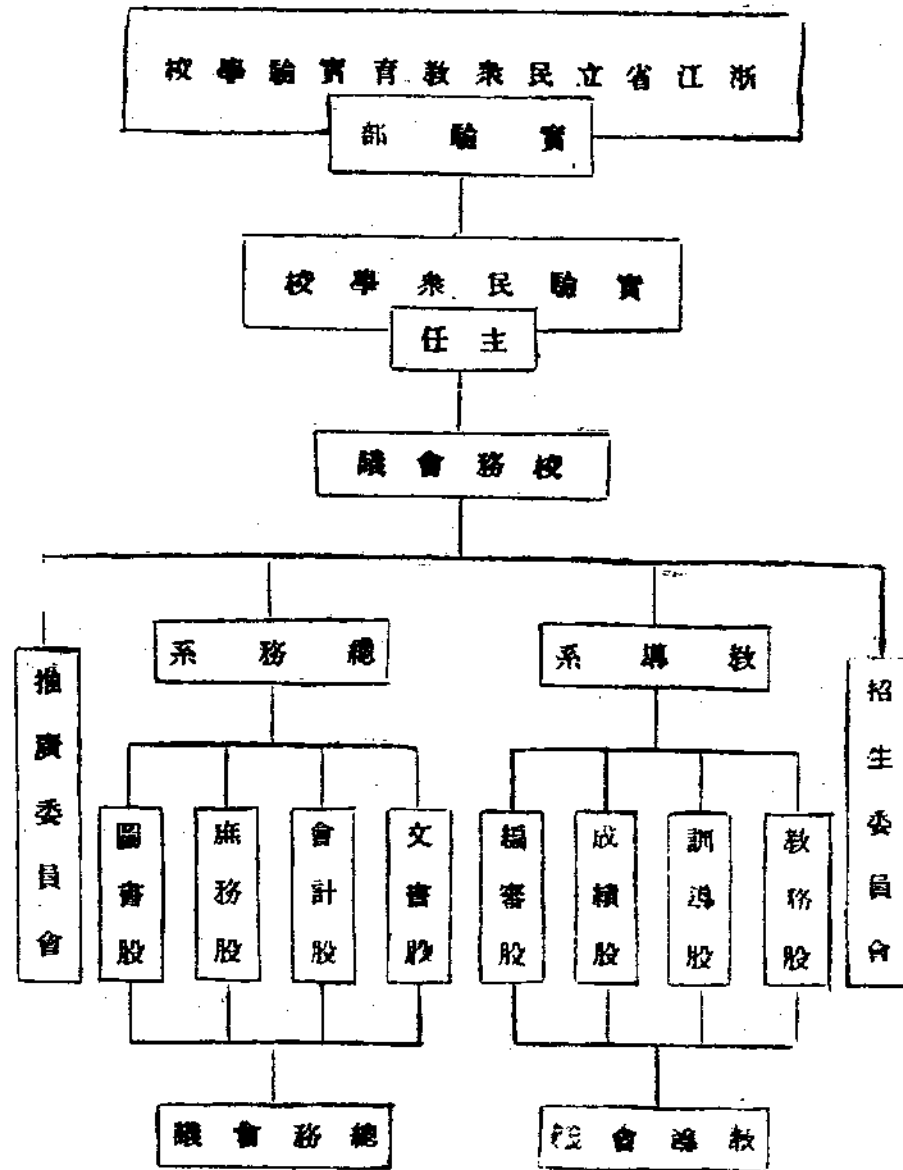 浙江省立民衆教育實驗學校
實驗部
實驗民衆學校
主任
校務會議
招生委員會
教導系
總務系
推廣委員會
教務股
訓導股
成績股
編審股
文書股
會計股
庶務股
圖書股
教導會議
總務會議